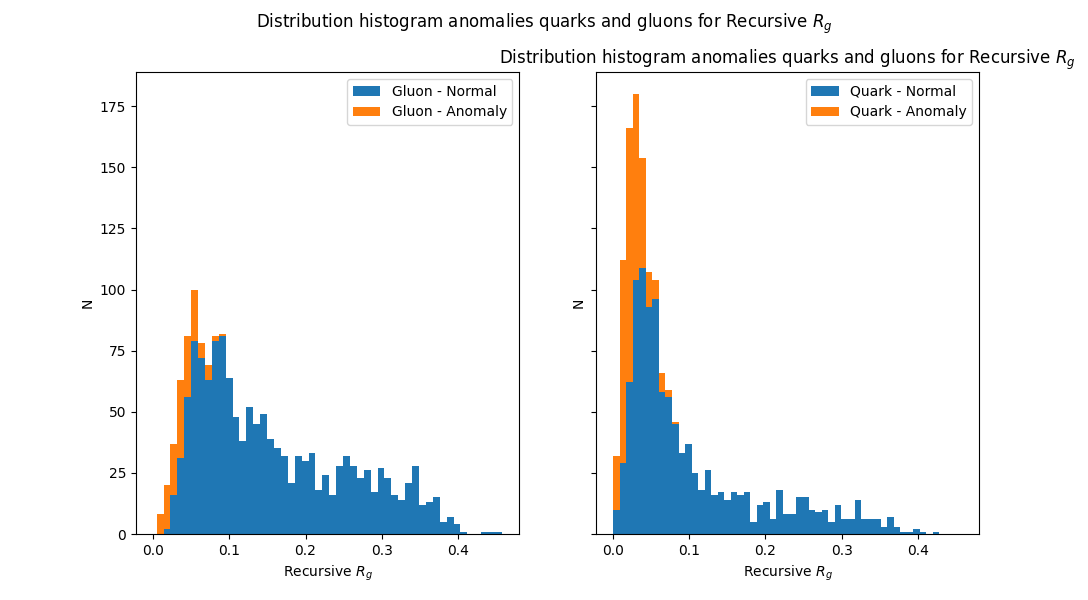 Distribution histogram anomalies quarks and gluons for Recursive R_g
Distribution histogram anomalies quarks and gluons for Recursive R_g
Gluon - Normal
Gluon - Anomaly
175
150
125
100
75
50
25
0
N
0.0 0.1 0.2 0.3 0.4
Recursive R_g
Quark - Normal
Quark - Anomaly
N
0.0 0.1 0.2 0.3 0.4
Recursive R_g